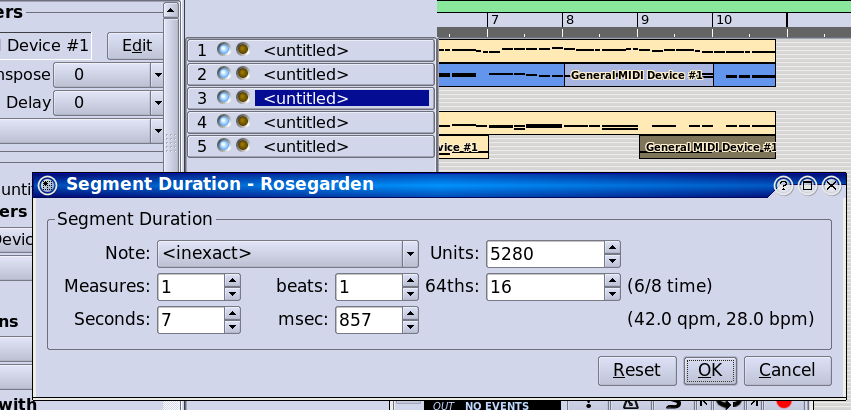 ers
Device #1 Edit
nspose 0
Delay 0
7 8 9 10
1 <untitled>
2 <untitled>
3 <untitled>
4 <untitled>
5 <untitled>
General MIDI Device #1
vice #1
General MIDI Device #1
Segment Duration - Rosegarden
Segment Duration
Note: <inexact> Units: 5280
Measures: 1 beats: 1 64ths: 16 (6/8 time)
Seconds: 7 msec: 857 (42.0 qpm, 28.0 bpm)
Reset OK Cancel
unti
ers
evic
ns
with
OUT NO EVENTS